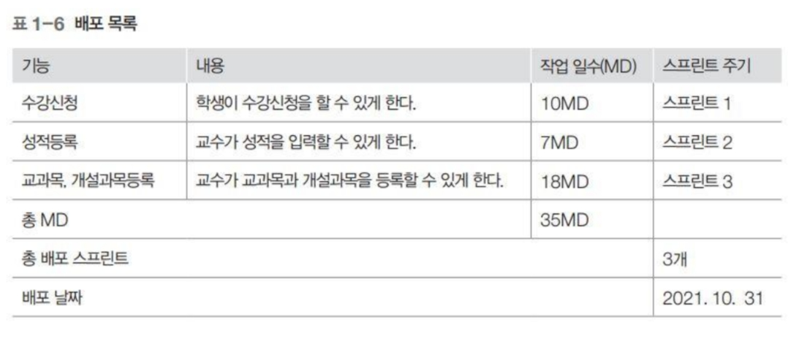 표 1-6 배포 목록
기능 내용 작업 일수(MD) 스프린트 주기
수강신청 학생이 수강신청을 할 수 있게 한다. 10MD 스프린트 1
성적등록 교수가 성적을 입력할 수 있게 한다. 7MD 스프린트 2
교과목, 개설과목등록 교수가 교과목과 개설과목을 등록할 수 있게 한다. 18MD 스프린트 3
총 MD 35MD
총 배포 스프린트 3개
배포 날짜 2021. 10. 31